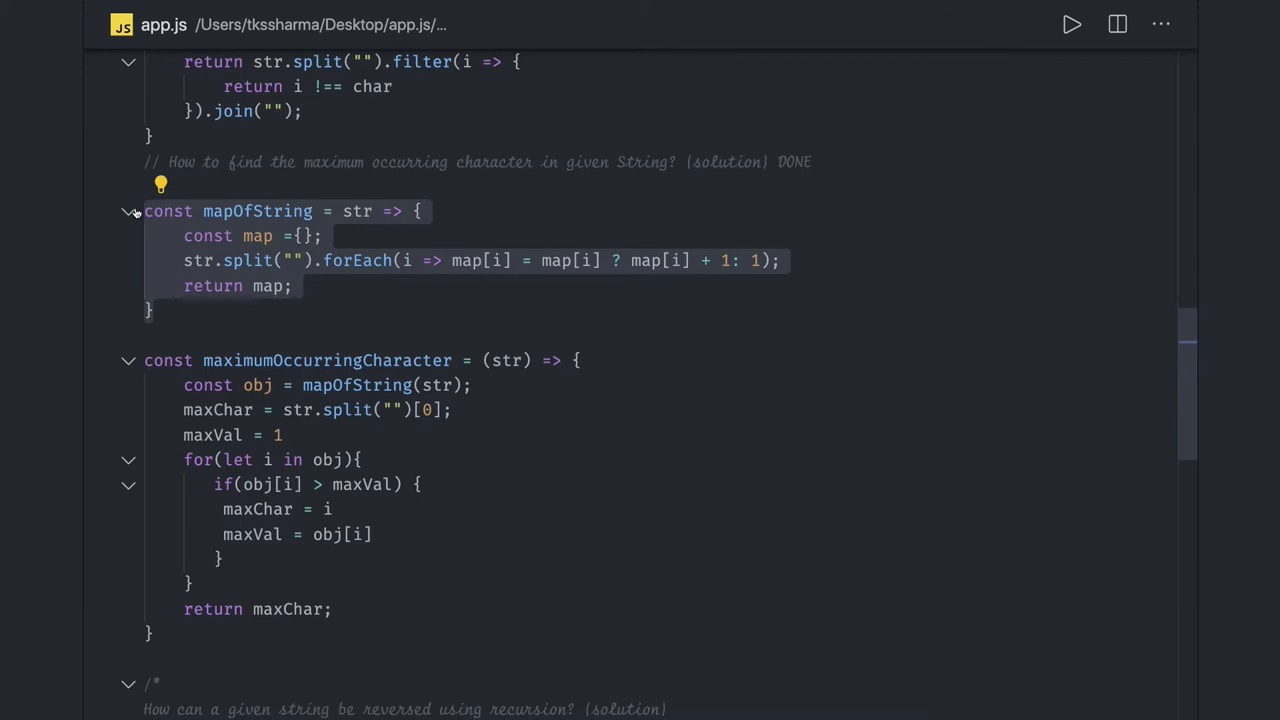 JS app.js /Users/tkssharma/Desktop/app.js/...
return str.split("").filter(i => {
return i !== char
}).join("");
}
// How to find the maximum occurring character in given String? (solution) DONE
const mapOfString = str => {
const map ={};
str.split("").forEach(i => map[i] = map[i] ? map[i] + 1: 1);
return map;
}
const maximumOccurringCharacter = (str) => {
const obj = mapOfString(str);
maxChar = str.split("")[0];
maxVal = 1
for(let i in obj){
if(obj[i] > maxVal) {
maxChar = i
maxVal = obj[i]
}
}
return maxChar;
}
/*
How can a given string be reversed using recursion? (solution)